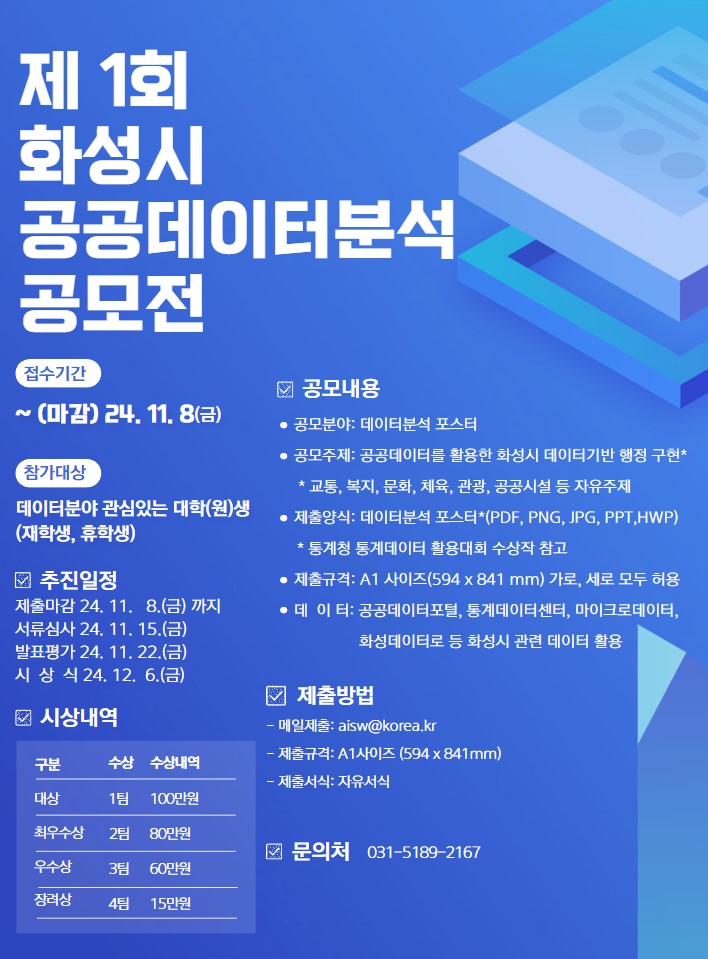 제 1회
화성시
공공데이터분석
공모전
접수기간
~ (마감) 24. 11. 8(금)
참가대상
데이터분야 관심있는 대학(원)생
(재학생, 휴학생)
추진일정
제출마감 24. 11. 8.(금) 까지
서류심사 24. 11. 15.(금)
발표평가 24. 11. 22.(금)
시 상 식 24. 12. 6.(금)
시상내역
구분 수상 수상내역
대상 1팀 100만원
최우수상 2팀 80만원
우수상 3팀 60만원
장려상 4팀 15만원
공모내용
● 공모분야: 데이터분석 포스터
● 공모주제: 공공데이터를 활용한 화성시 데이터기반 행정 구현*
* 교통, 복지, 문화, 체육, 관광, 공공시설 등 자유주제
● 제출양식: 데이터분석 포스터*(PDF, PNG, JPG, PPT,HWP)
* 통계청 통계데이터 활용대회 수상작 참고
● 제출규격: A1 사이즈(594 x 841 mm) 가로, 세로 모두 허용
● 데 이 터: 공공데이터포털, 통계데이터센터, 마이크로데이터,
화성데이터로 등 화성시 관련 데이터 활용
제출방법
- 메일제출: aisw@korea.kr
- 제출규격: A1사이즈 (594 x 841mm)
- 제출서식: 자유서식
문의처 031-5189-2167